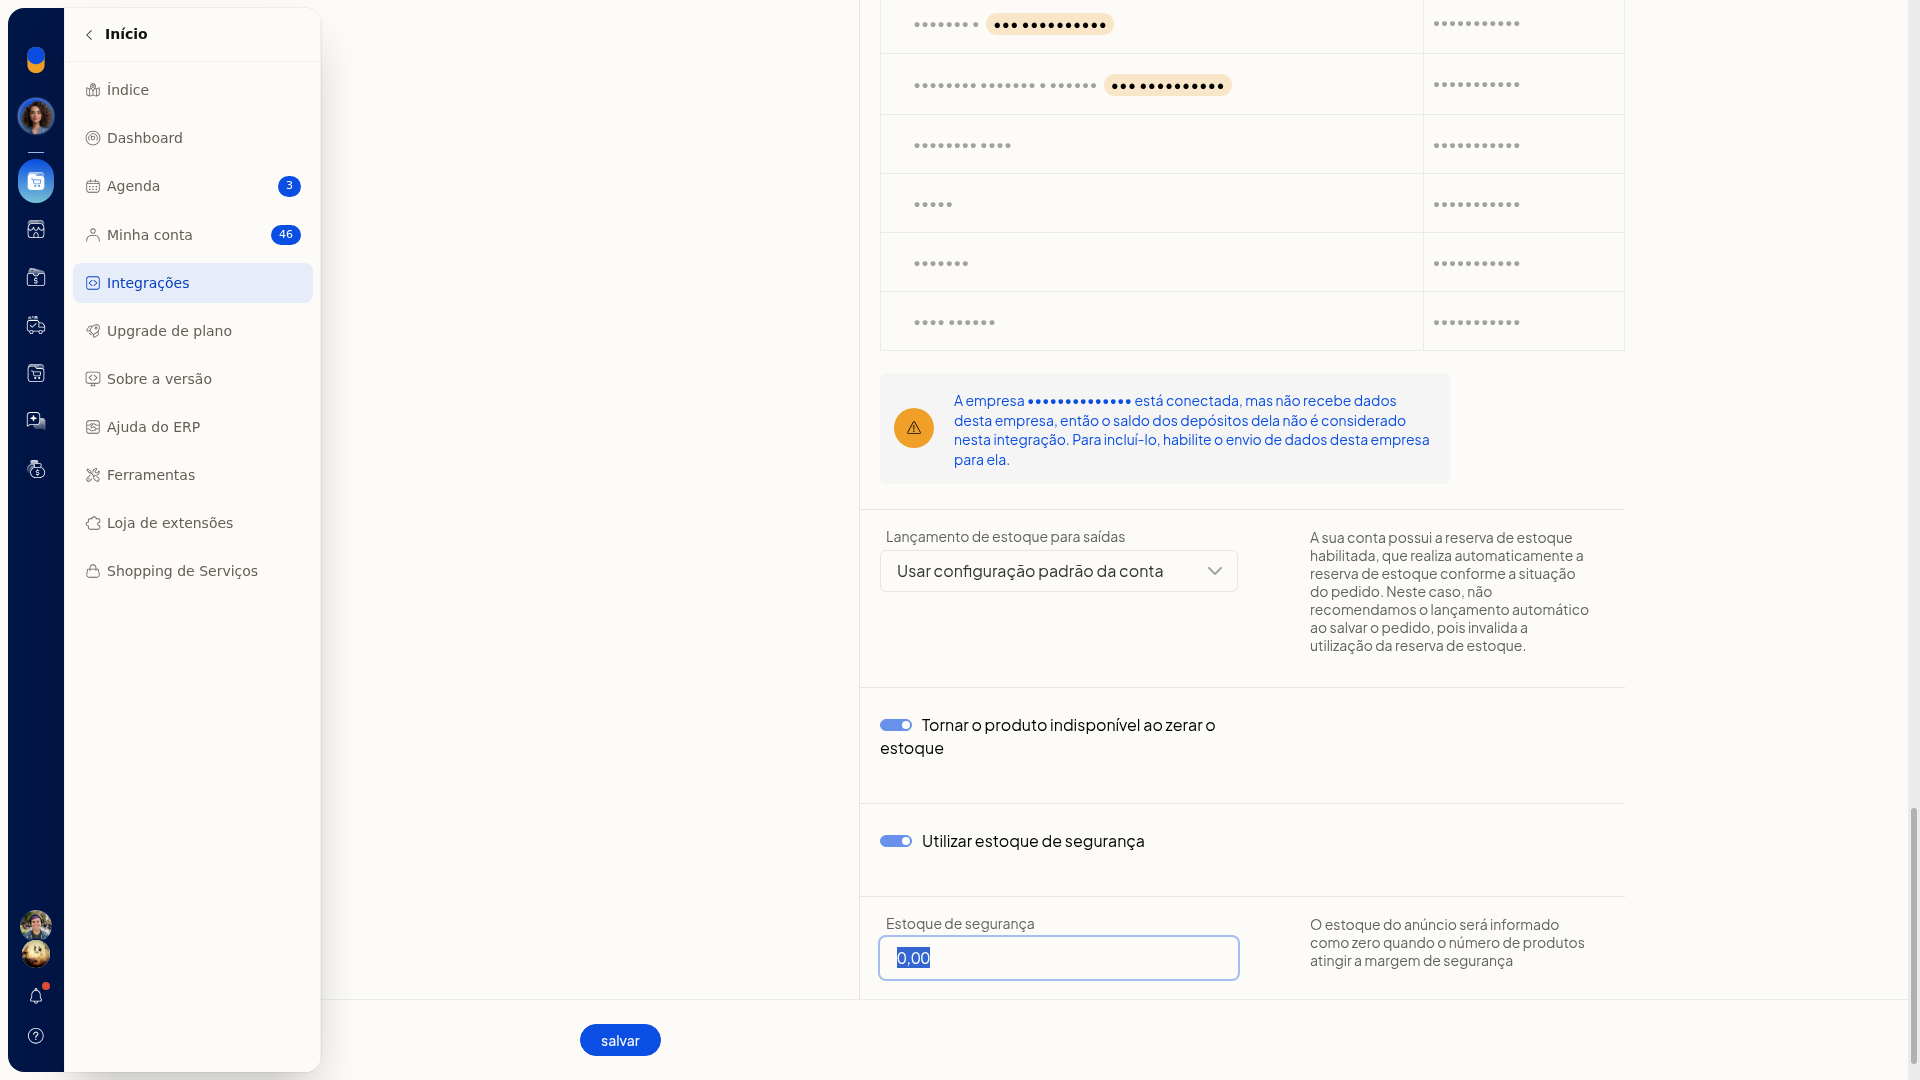 Início
Índice
Dashboard
Agenda
3
Minha conta
46
Integrações
Upgrade de plano
Sobre a versão
Ajuda do ERP
Ferramentas
Loja de extensões
Shopping de Serviços
A empresa •••••••••••••• está conectada, mas não recebe dados
desta empresa, então o saldo dos depósitos dela não é considerado
nesta integração. Para incluí-lo, habilite o envio de dados desta empresa
para ela.
Lançamento de estoque para saídas
Usar configuração padrão da conta
A sua conta possui a reserva de estoque
habilitada, que realiza automaticamente a
reserva de estoque conforme a situação
do pedido. Neste caso, não
recomendamos o lançamento automático
ao salvar o pedido, pois invalida a
utilização da reserva de estoque.
Tornar o produto indisponível ao zerar o
estoque
Utilizar estoque de segurança
Estoque de segurança
0,00
O estoque do anúncio será informado
como zero quando o número de produtos
atingir a margem de segurança
salvar